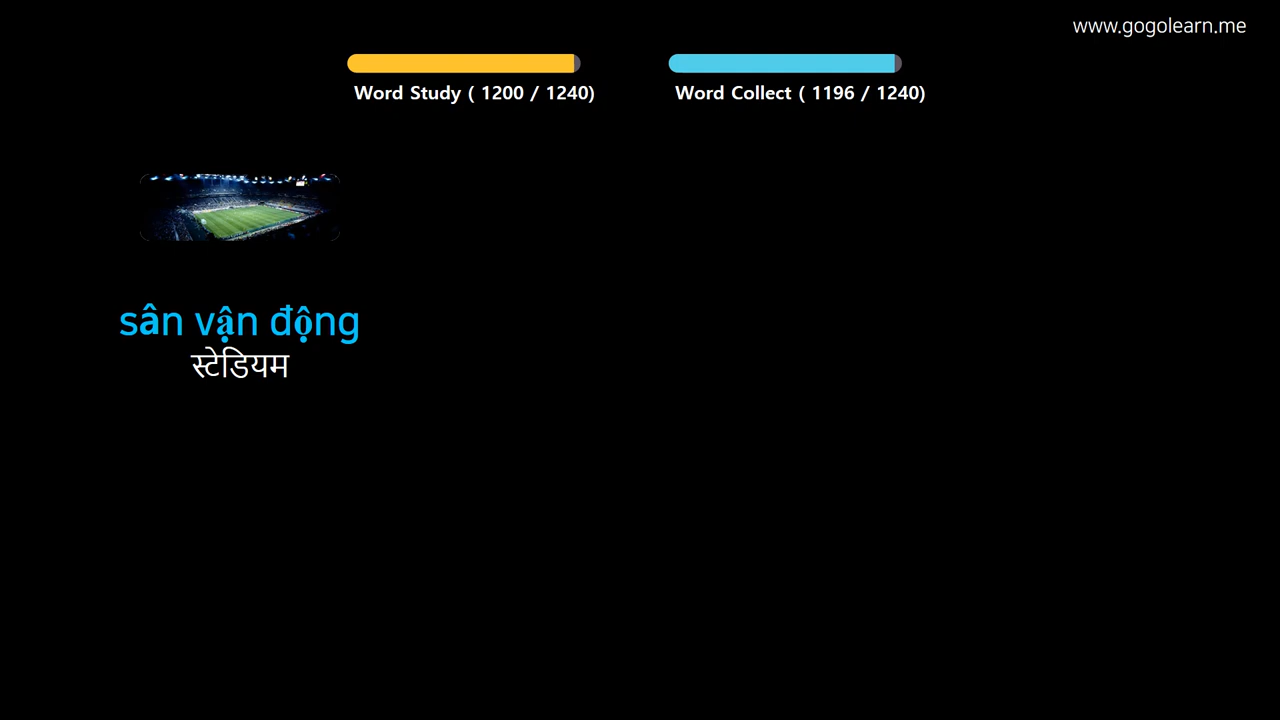 www.gogolearn.me
Word Study ( 1200 / 1240)
Word Collect ( 1196 / 1240)
sân vận động
स्टेडियम